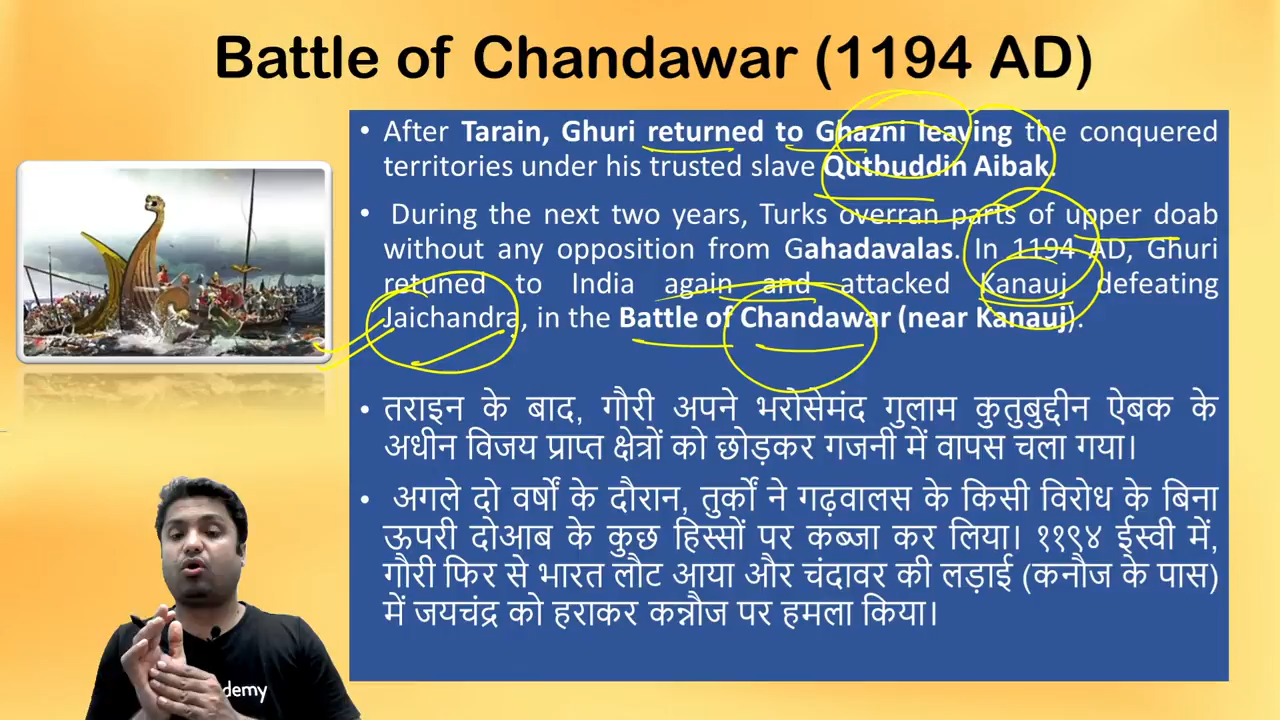 Battle of Chandawar (1194 AD)
• After Tarain, Ghuri returned to Ghazni leaving the conquered
territories under his trusted slave Qutbuddin Aibak.
• During the next two years, Turks overran parts of upper doab
without any opposition from Gahadavalas. In 1194 AD, Ghuri
retuned to India again and attacked Kanauj defeating
Jaichandra, in the Battle of Chandawar (near Kanauj).
• तराइन के बाद, गौरी अपने भरोसेमंद गुलाम कुतुबुद्दीन ऐबक के
अधीन विजय प्राप्त क्षेत्रों को छोड़कर गजनी में वापस चला गया।
• अगले दो वर्षों के दौरान, तुर्कों ने गढ़वालस के किसी विरोध के बिना
ऊपरी दोआब के कुछ हिस्सों पर कब्जा कर लिया। ११९४ ईस्वी में,
गौरी फिर से भारत लौट आया और चंदावर की लड़ाई (कनौज के पास)
में जयचंद्र को हराकर कन्नौज पर हमला किया।
demy